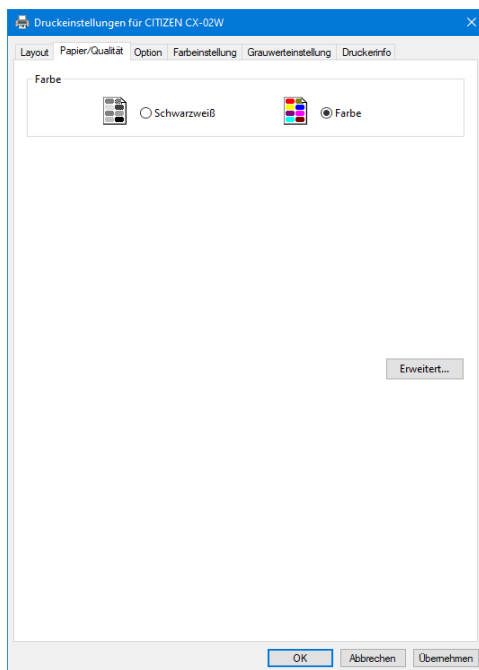 Druckeinstellungen für CITIZEN CX-02W
Layout Papier/Qualität Option Farbeinstellung Grauwerteinstellung Druckerinfo
Farbe
Schwarzweiß Farbe
Erweitert...
OK Abbrechen Übernehmen